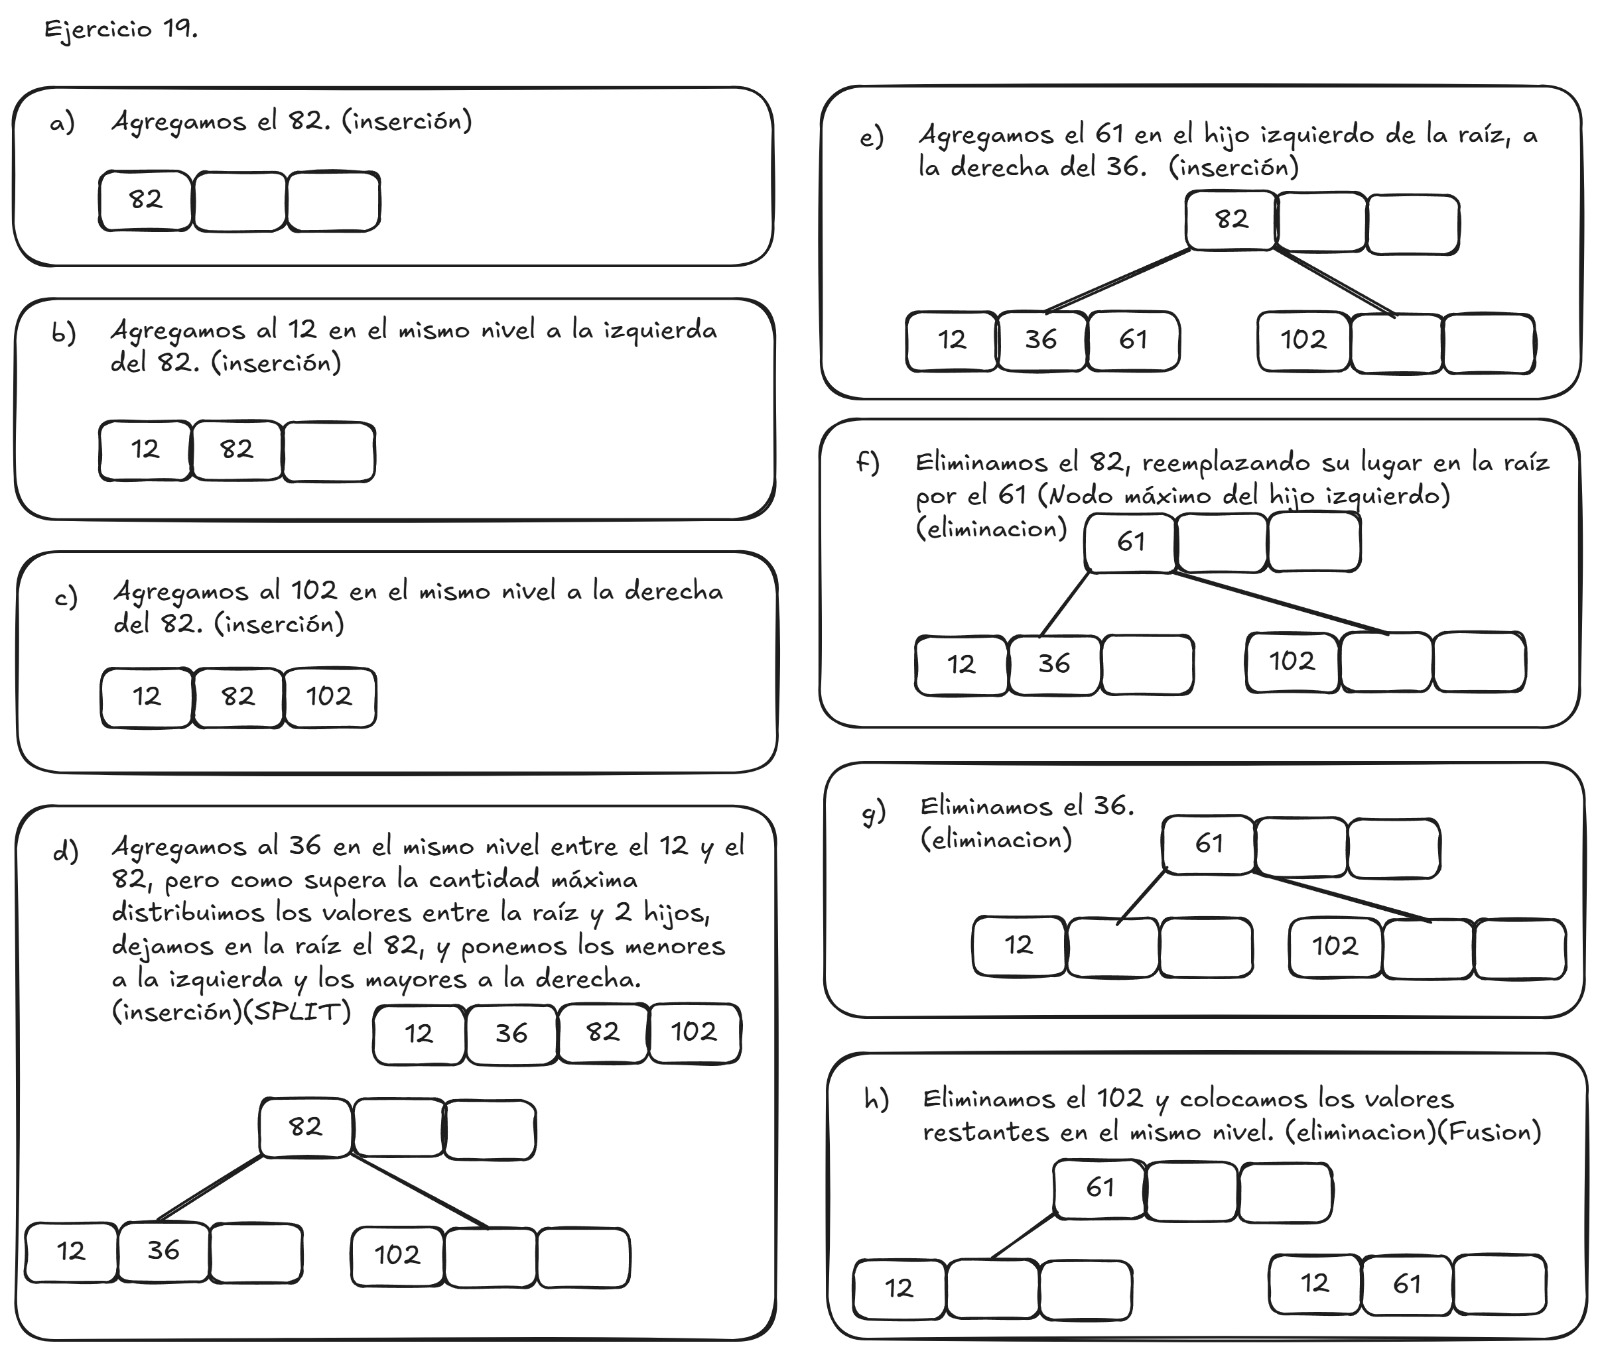 Ejercicio 19.
a) Agregamos el 82. (inserción)
82
b) Agregamos al 12 en el mismo nivel a la izquierda
del 82. (inserción)
12 82
c) Agregamos al 102 en el mismo nivel a la derecha
del 82. (inserción)
12 82 102
d) Agregamos al 36 en el mismo nivel entre el 12 y el
82, pero como supera la cantidad máxima
distribuimos los valores entre la raíz y 2 hijos,
dejamos en la raíz el 82, y ponemos los menores
a la izquierda y los mayores a la derecha.
(inserción)(SPLIT)
12 36 82 102
82
12 36 102
e) Agregamos el 61 en el hijo izquierdo de la raíz, a
la derecha del 36. (inserción)
82
12 36 61 102
f) Eliminamos el 82, reemplazando su lugar en la raíz
por el 61 (Nodo máximo del hijo izquierdo)
(eliminacion)
61
12 36 102
g) Eliminamos el 36.
(eliminacion)
61
12 102
h) Eliminamos el 102 y colocamos los valores
restantes en el mismo nivel. (eliminacion)(Fusion)
61
12 12 61